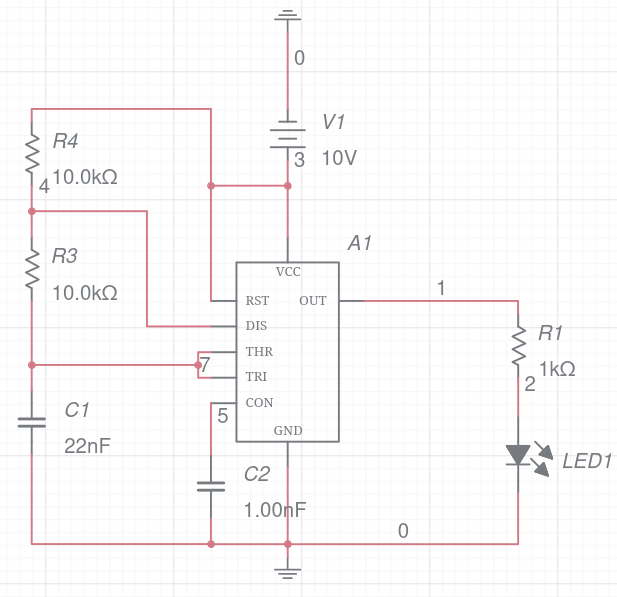 0
V1
3 10V
R4
4 10.0kΩ
R3
10.0kΩ
A1
VCC
RST OUT
DIS
THR
7 TRI
CON
5
GND
1
R1
1kΩ
2
LED1
C1
22nF
C2
1.00nF
0